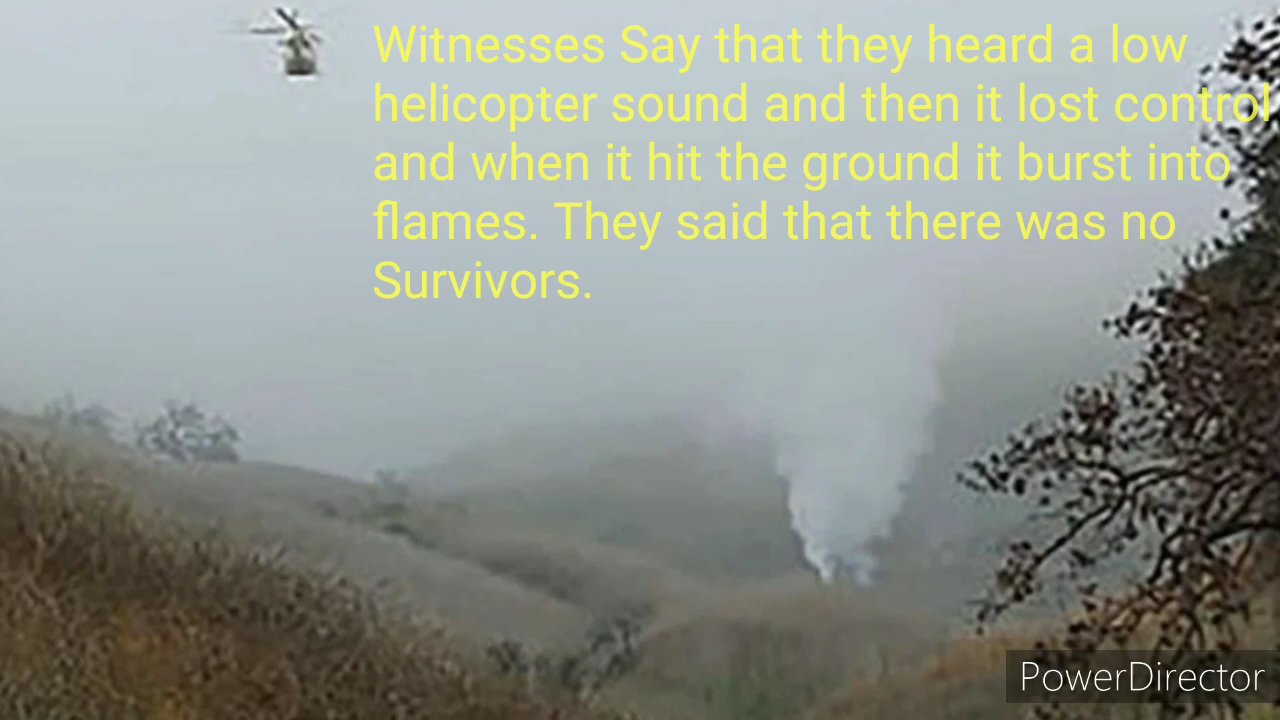 Witnesses Say that they heard a low
helicopter sound and then it lost control
and when it hit the ground it burst into
flames. They said that there was no
Survivors.
PowerDirector